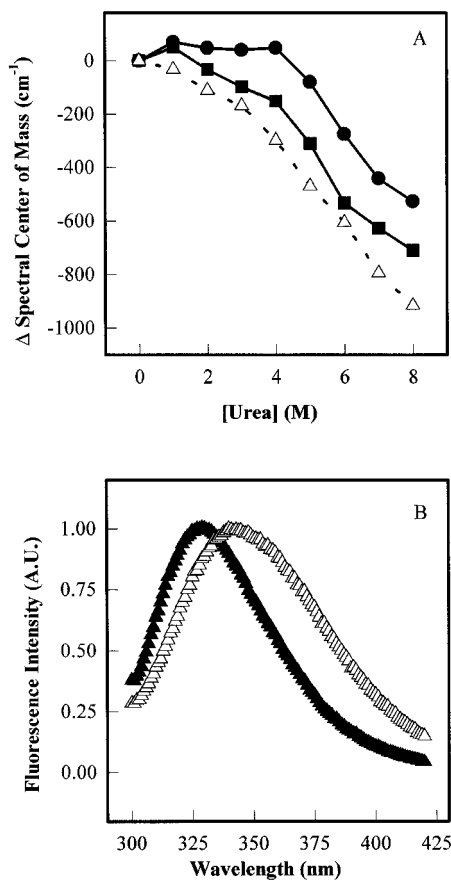 A
Δ Spectral Center of Mass (cm⁻¹)
0
-200
-400
-600
-800
-1000
0 2 4 6 8
[Urea] (M)
B
Fluorescence Intensity (A.U.)
1.00
0.75
0.50
0.25
0.00
300 325 350 375 400 425
Wavelength (nm)